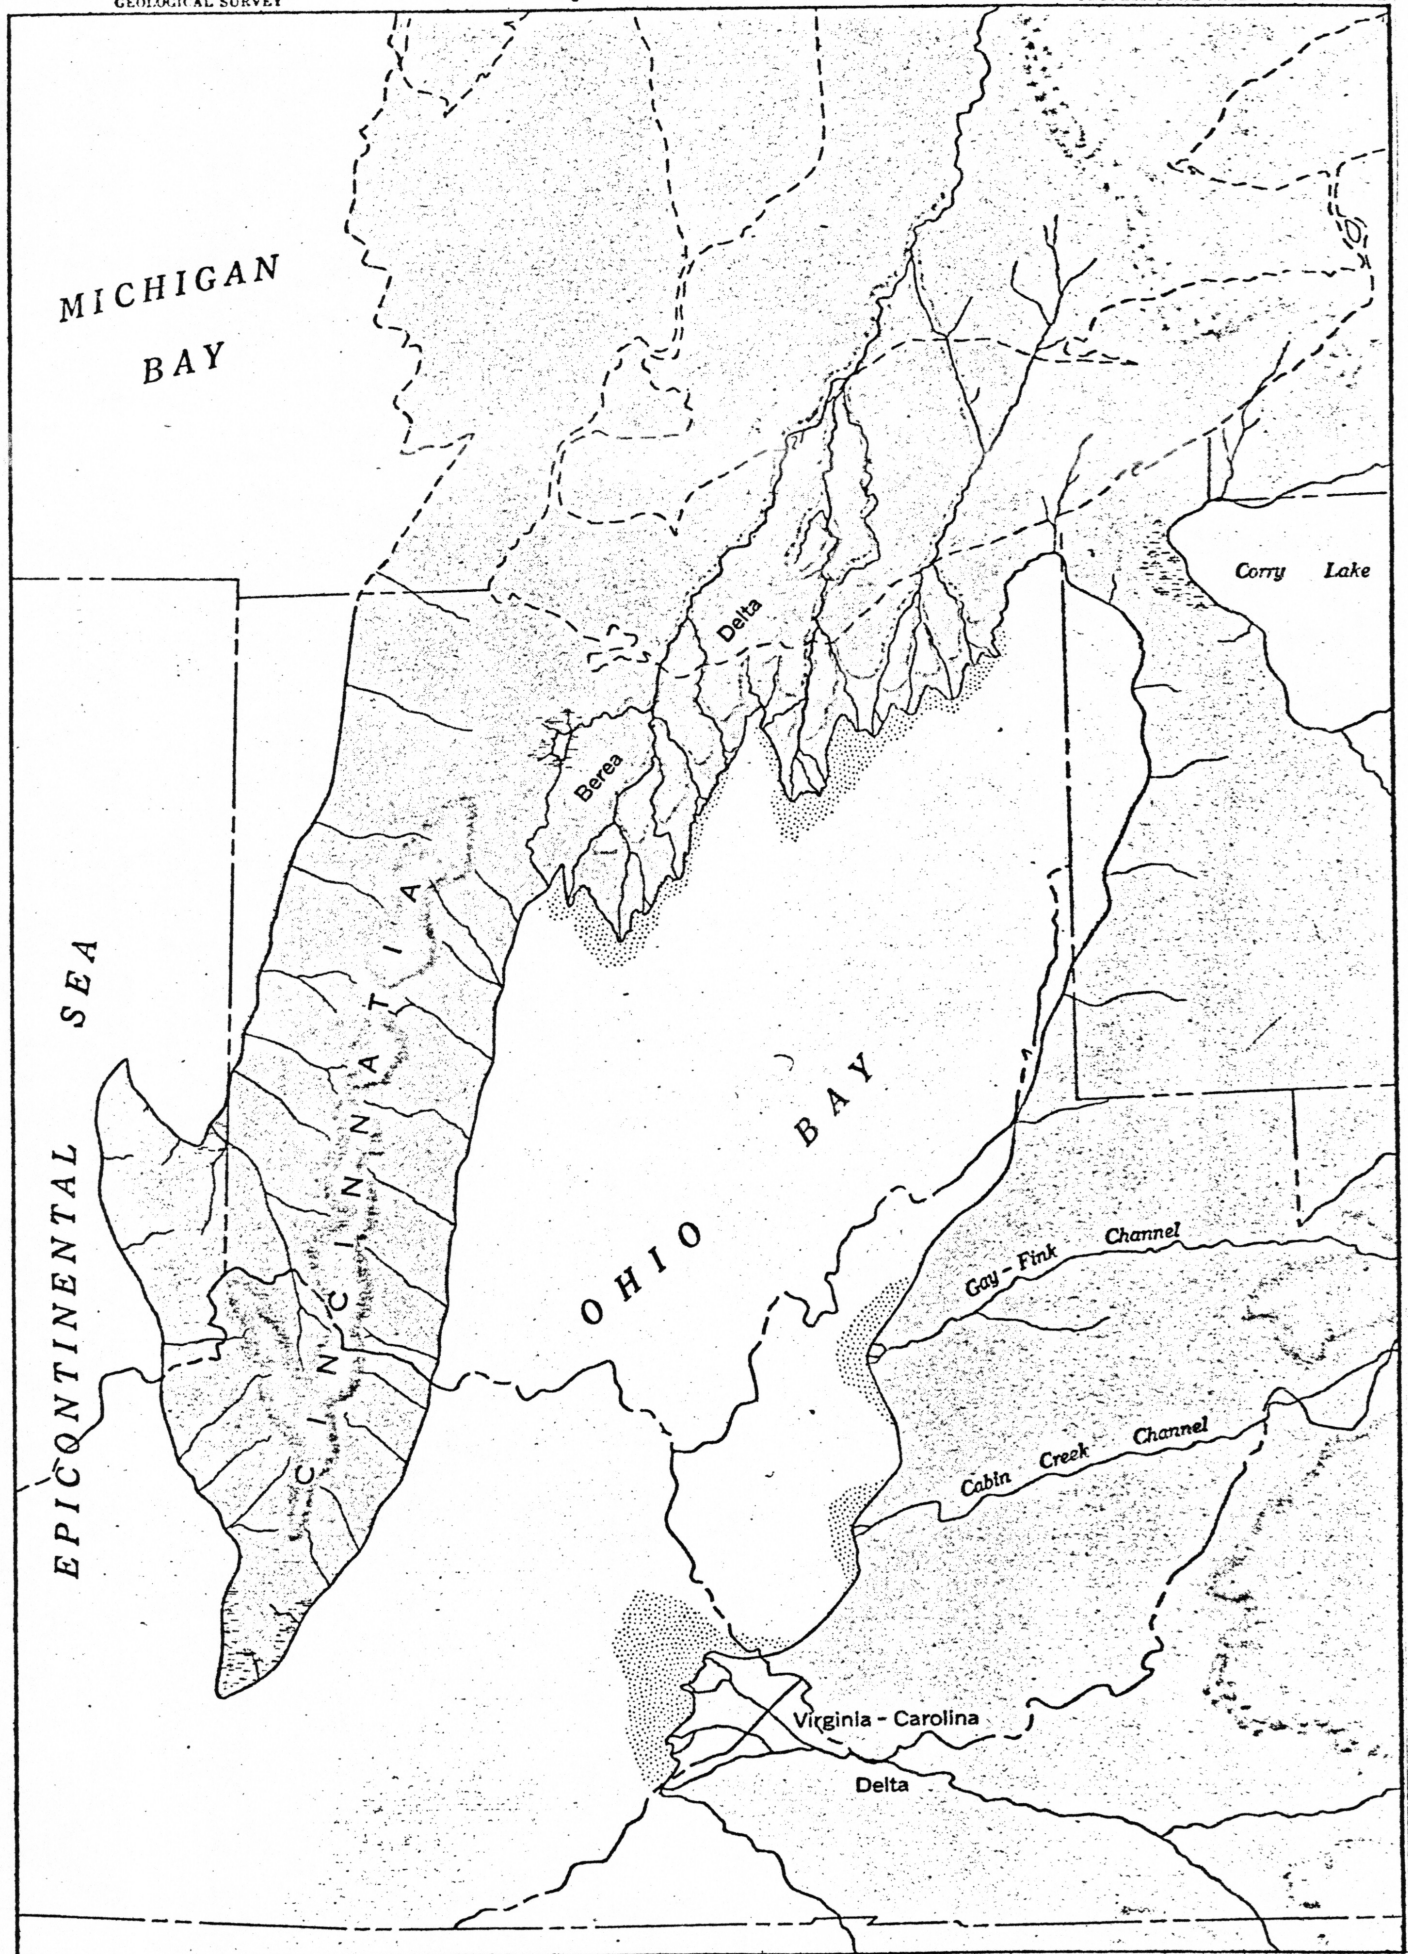 GEOLOGICAL SURVEY
MICHIGAN
BAY
Corry Lake
Delta
Berea
CINCINNATIA
EPICONTINENTAL SEA
OHIO BAY
Gay-Fink Channel
Cabin Creek Channel
Virginia-Carolina
Delta